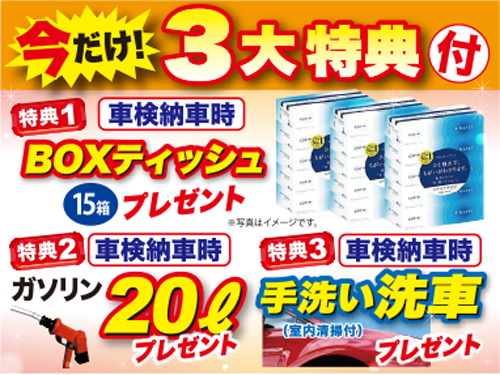 今だけ! 3大特典付
特典1 車検納車時
BOXティッシュ
15箱 プレゼント
※写真はイメージです。
特典2 車検納車時
ガソリン 20ℓ
プレゼント
特典3 車検納車時
手洗い洗車
(室内清掃付)
プレゼント